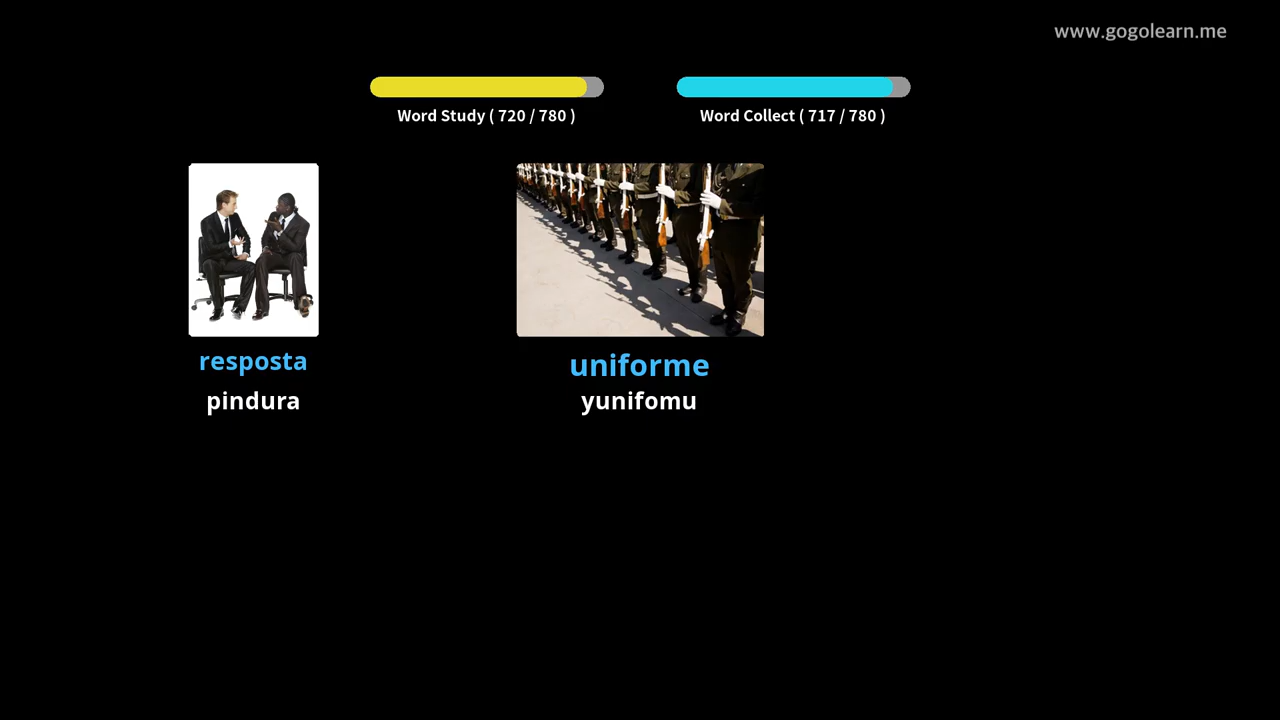 www.gogolearn.me
Word Study ( 720 / 780 )
Word Collect ( 717 / 780 )
resposta
pindura
uniforme
yunifomu